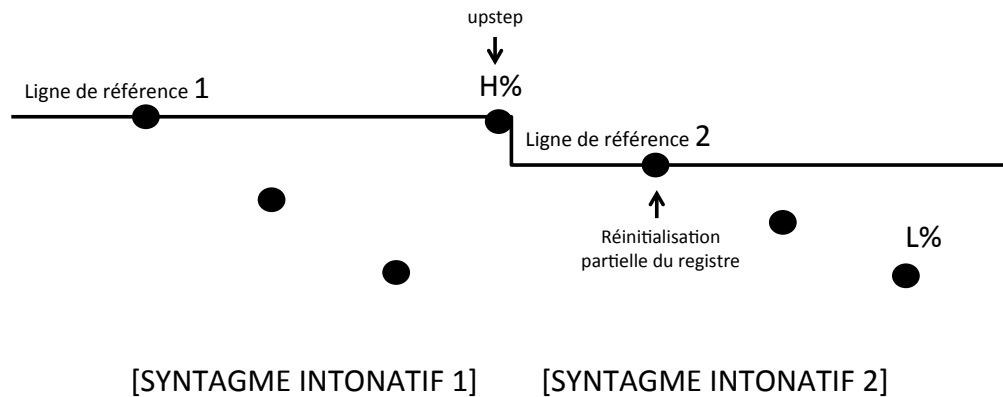 upstep
H%
Ligne de référence 1
Ligne de référence 2
Réinitialisation
partielle du registre
L%
[SYNTAGME INTONATIF 1] [SYNTAGME INTONATIF 2]